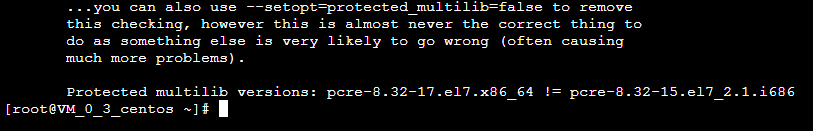 ...you can also use --setopt=protected_multilib=false to remove
this checking, however this is almost never the correct thing to
do as something else is very likely to go wrong (often causing
much more problems).
Protected multilib versions: pcre-8.32-17.el7.x86_64 != pcre-8.32-15.el7_2.1.i686
[root@VM_0_3_centos ~]#